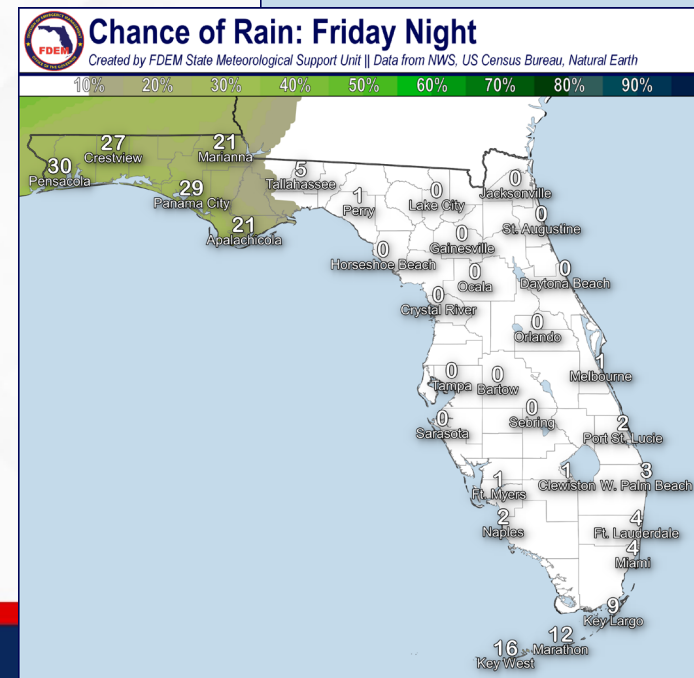 Chance of Rain: Friday Night
Created by FDEM State Meteorological Support Unit || Data from NWS, US Census Bureau, Natural Earth
FDEM
10% 20% 30% 40% 50% 60% 70% 80% 90%
27
Crestview
21
Marianna
30
Pensacola
29
Panama City
21
Apalachicola
5
Tallahassee
1
Perry
0
Lake City
0
Jacksonville
0
St. Augustine
0
Gainesville
0
Horseshoe Beach
0
Ocala
0
Daytona Beach
0
Crystal River
0
Orlando
1
Melbourne
0
Tampa
0
Bartow
0
Sebring
0
Sarasota
2
Port St. Lucie
1
Ft. Myers
1
Clewiston
3
W. Palm Beach
2
Naples
4
Ft. Lauderdale
4
Miami
9
Key Largo
12
Marathon
16
Key West